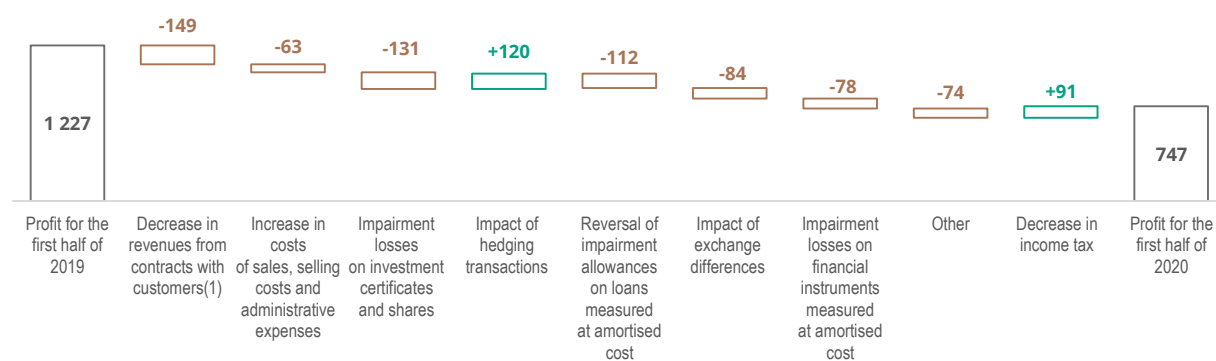 -149
-63
-131
+120
-112
-84
-78
-74
+91
1 227
747
Profit for the
first half of
2019
Decrease in
revenues from
contracts with
customers(1)
Increase in
costs
of sales, selling
costs and
administrative
expenses
Impairment
losses
on investment
certificates
and shares
Impact of
hedging
transactions
Reversal of
impairment
allowances
on loans
measured
at amortised
cost
Impact of
exchange
differences
Impairment
losses on
financial
instruments
measured
at amortised
cost
Other
Decrease in
income tax
Profit for the
first half of
2020